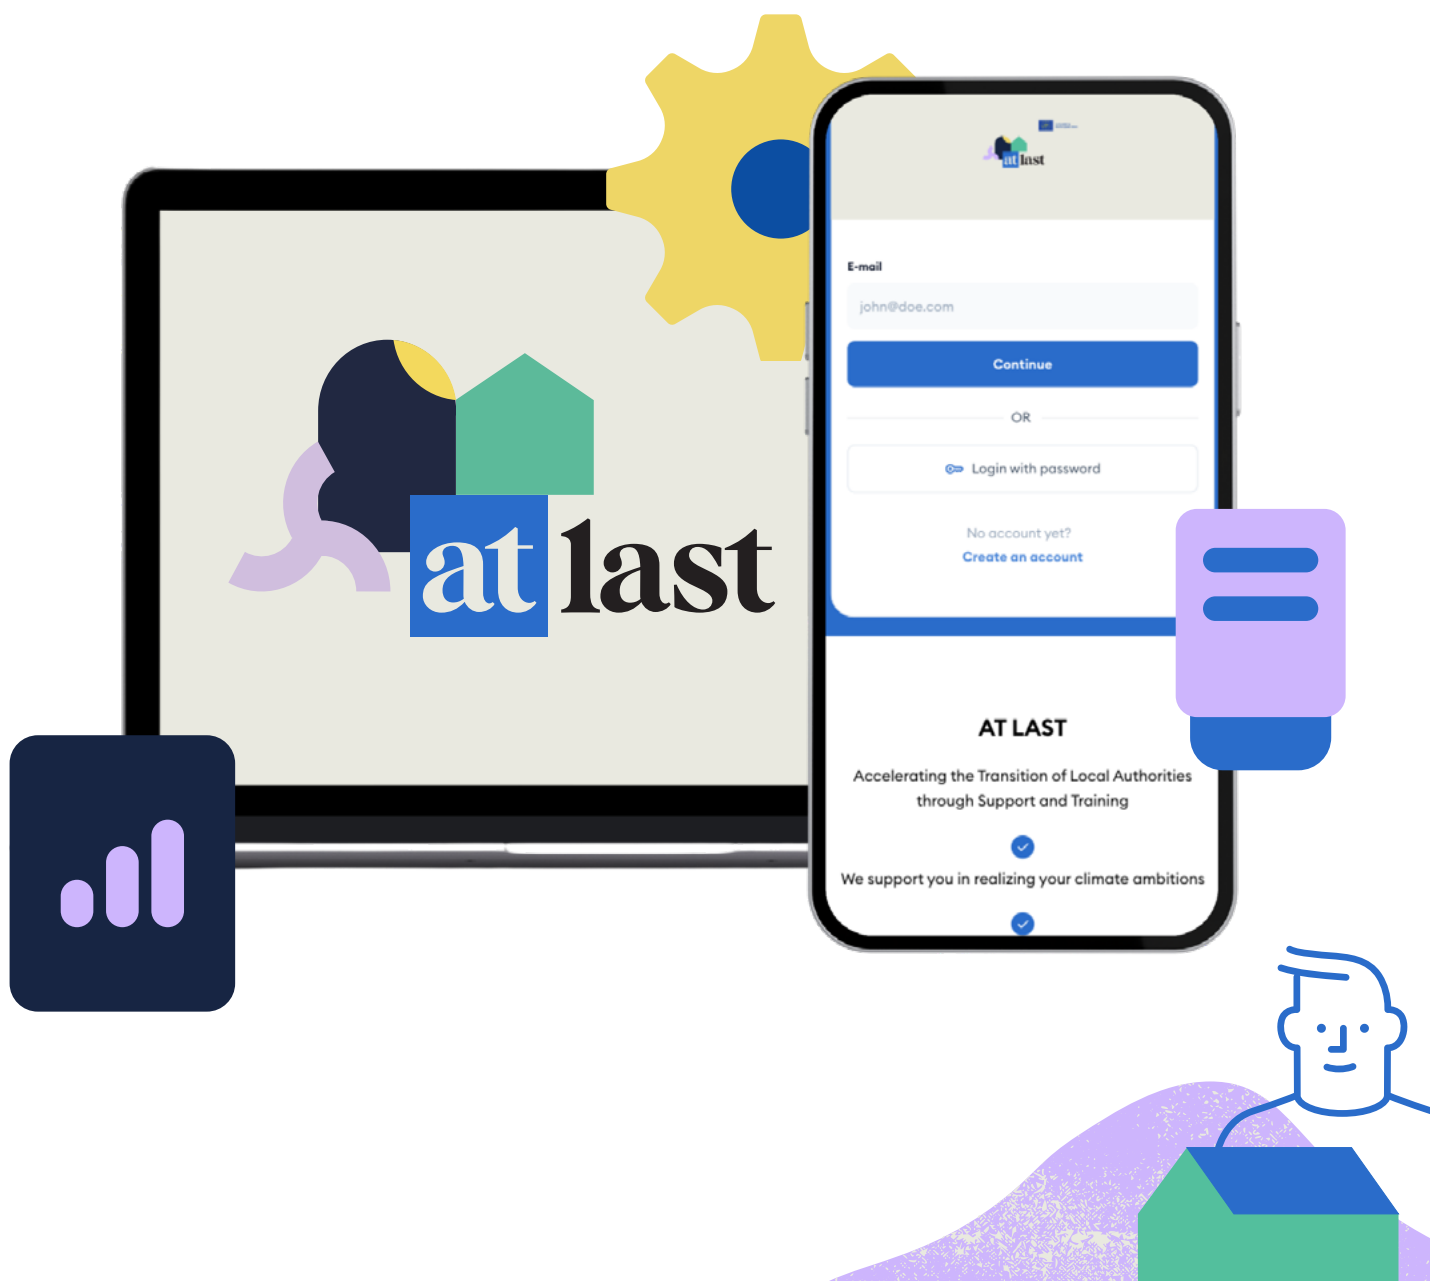 at last
at last
E-mail
john@doe.com
Continue
OR
Login with password
No account yet?
Create an account
AT LAST
Accelerating the Transition of Local Authorities
through Support and Training
We support you in realizing your climate ambitions